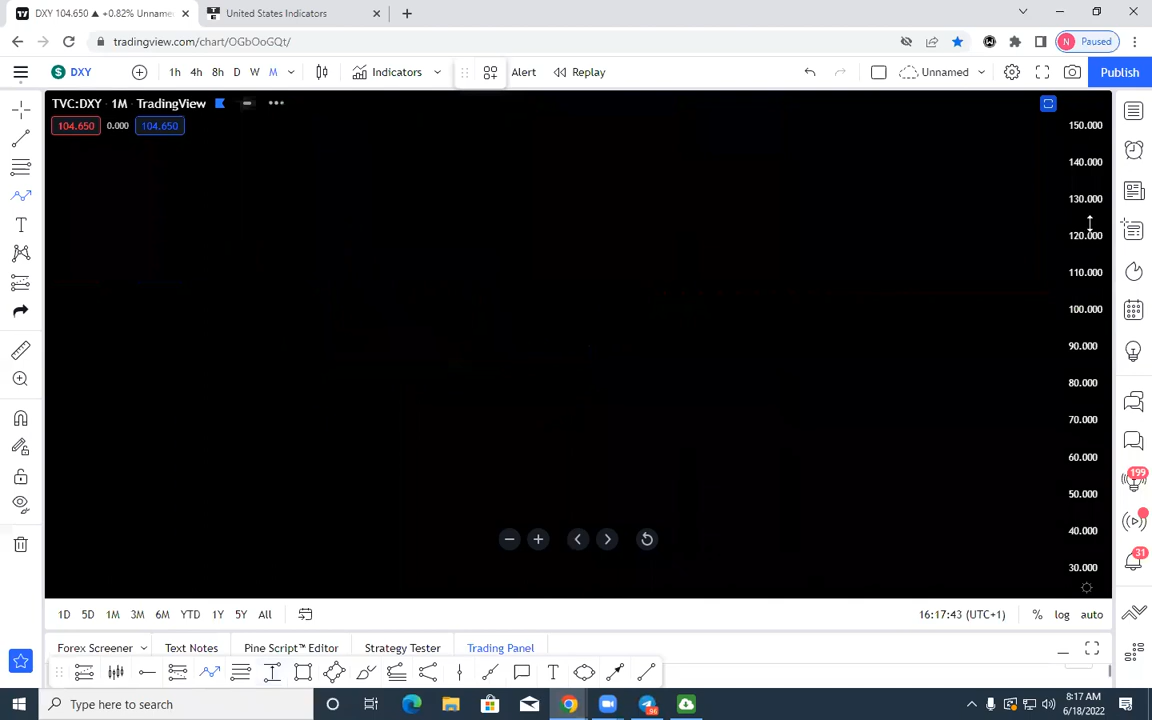 DXY 104.650 ▲ +0.82% Unname
United States Indicators
tradingview.com/chart/OGbOoGQt/
N Paused
DXY 1h 4h 8h D W M Indicators Alert Replay Unnamed Publish
TVC:DXY · 1M · TradingView
104.650 0.000 104.650
150.000
140.000
130.000
120.000
110.000
100.000
90.000
80.000
70.000
60.000
50.000
40.000
30.000
199
31
1D 5D 1M 3M 6M YTD 1Y 5Y All 16:17:43 (UTC+1) % log auto
Forex Screener Text Notes Pine Script™ Editor Strategy Tester Trading Panel
Type here to search
96
8:17 AM
6/18/2022